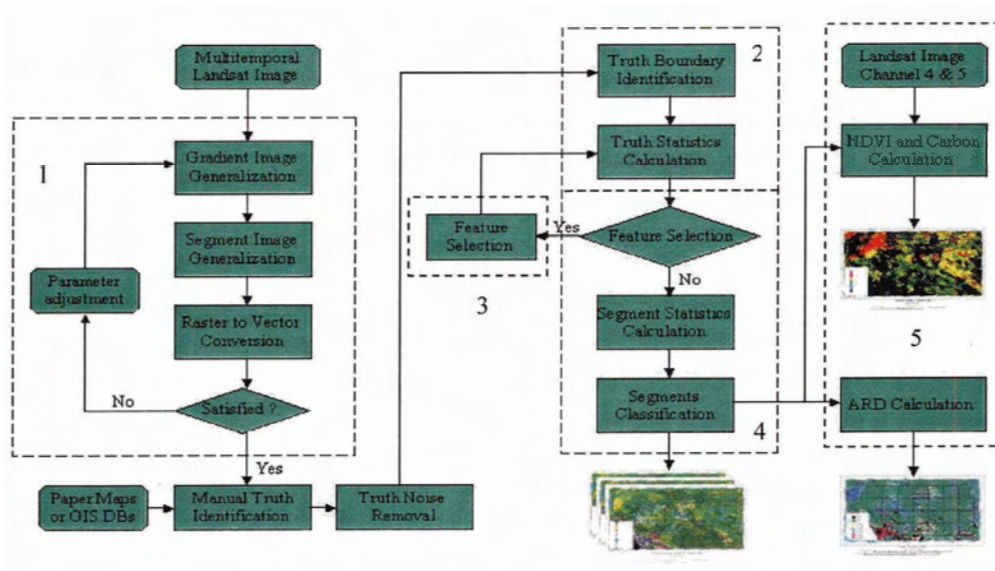 Multitemporal
Landsat Image
1
Gradient Image
Generalization
Segment Image
Generalization
Parameter
adjustment
Raster to Vector
Conversion
No
Satisfied ?
Yes
Paper Maps
or GIS DBs
Manual Truth
Identification
Truth Noise
Removal
2
Truth Boundary
Identification
Truth Statistics
Calculation
Feature
Selection
Yes
Feature Selection
3
No
Segment Statistics
Calculation
Segments
Classification
4
Landsat Image
Channel 4 & 5
NDVI and Carbon
Calculation
5
ARD Calculation